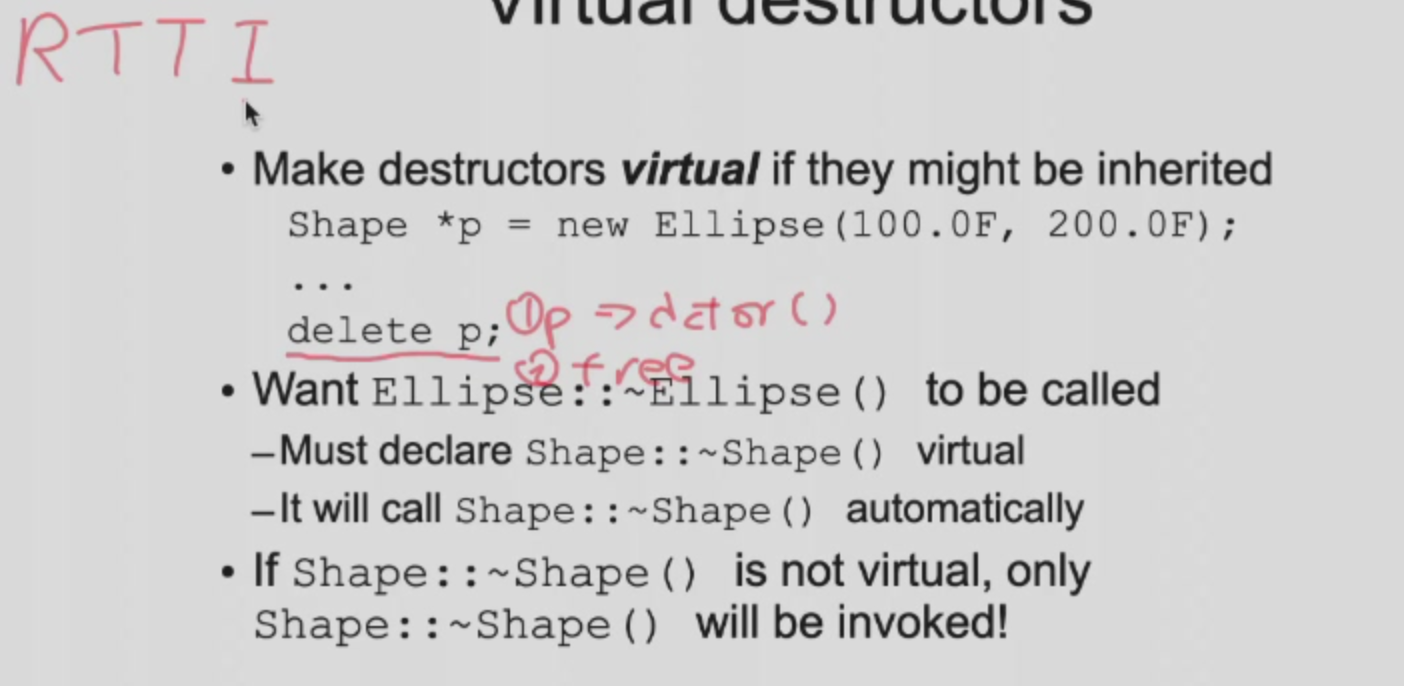 Virtual destructors
RTTI
• Make destructors virtual if they might be inherited
Shape *p = new Ellipse(100.0F, 200.0F);
...
delete p; ①p => dctor()
② free
• Want Ellipse::~Ellipse() to be called
–Must declare Shape::~Shape() virtual
–It will call Shape::~Shape() automatically
• If Shape::~Shape() is not virtual, only
Shape::~Shape() will be invoked!